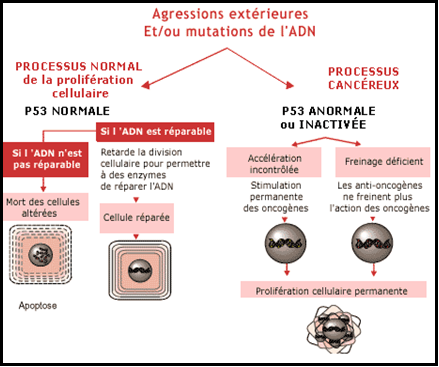 Agressions extérieures
Et/ou mutations de l'ADN
PROCESSUS NORMAL
de la prolifération
cellulaire
P53 NORMALE
Si l 'ADN est réparable
Si l 'ADN n'est
pas réparable
Retarde la division
cellulaire pour permettre
à des enzymes
de réparer l'ADN
Mort des cellules
altérées
Cellule réparée
Apoptose
PROCESSUS
CANCÉREUX
P53 ANORMALE
ou INACTIVÉE
Accélération
incontrôlée
Freinage déficient
Stimulation
permanente
des oncogènes
Les anti-oncogènes
ne freinent plus
l'action des oncogènes
Prolifération cellulaire permanente